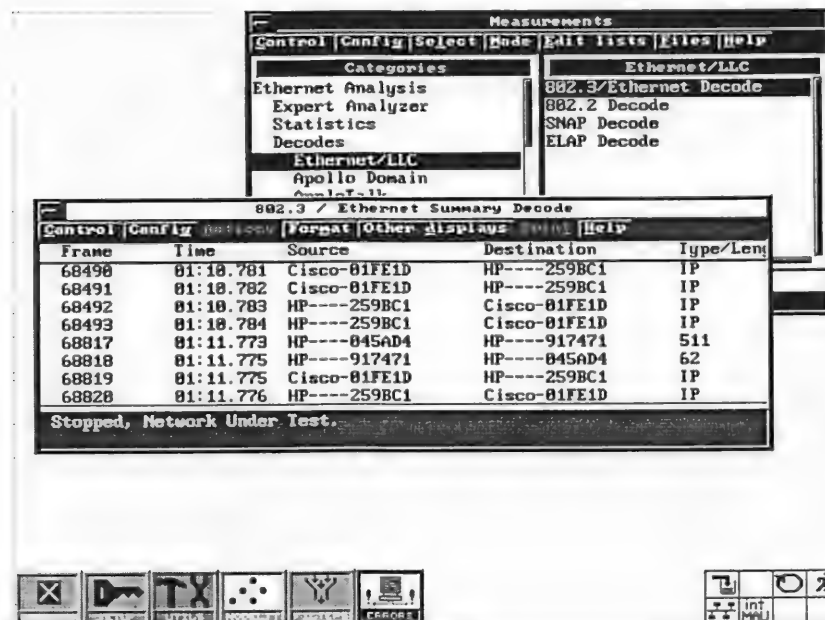 Measurements
Control Config Select Mode Edit lists Files Help
Categories
Ethernet Analysis
Expert Analyzer
Statistics
Decodes
Ethernet/LLC
Apollo Domain
AppleTalk
Ethernet/LLC
802.3/Ethernet Decode
802.2 Decode
SNAP Decode
ELAP Decode
802.3 / Ethernet Summary Decode
Control Config Actions Format Other displays Help
Frame Time Source Destination Type/Leng
68490 01:10.781 Cisco-01FE1D HP----259BC1 IP
68491 01:10.782 Cisco-01FE1D HP----259BC1 IP
68492 01:10.783 HP----259BC1 Cisco-01FE1D IP
68493 01:10.784 HP----259BC1 Cisco-01FE1D IP
68817 01:11.773 HP----045AD4 HP----917471 511
68818 01:11.775 HP----917471 HP----045AD4 62
68819 01:11.775 Cisco-01FE1D HP----259BC1 IP
68820 01:11.776 HP----259BC1 Cisco-01FE1D IP
Stopped, Network Under Test.
ERRORS
int
MAU